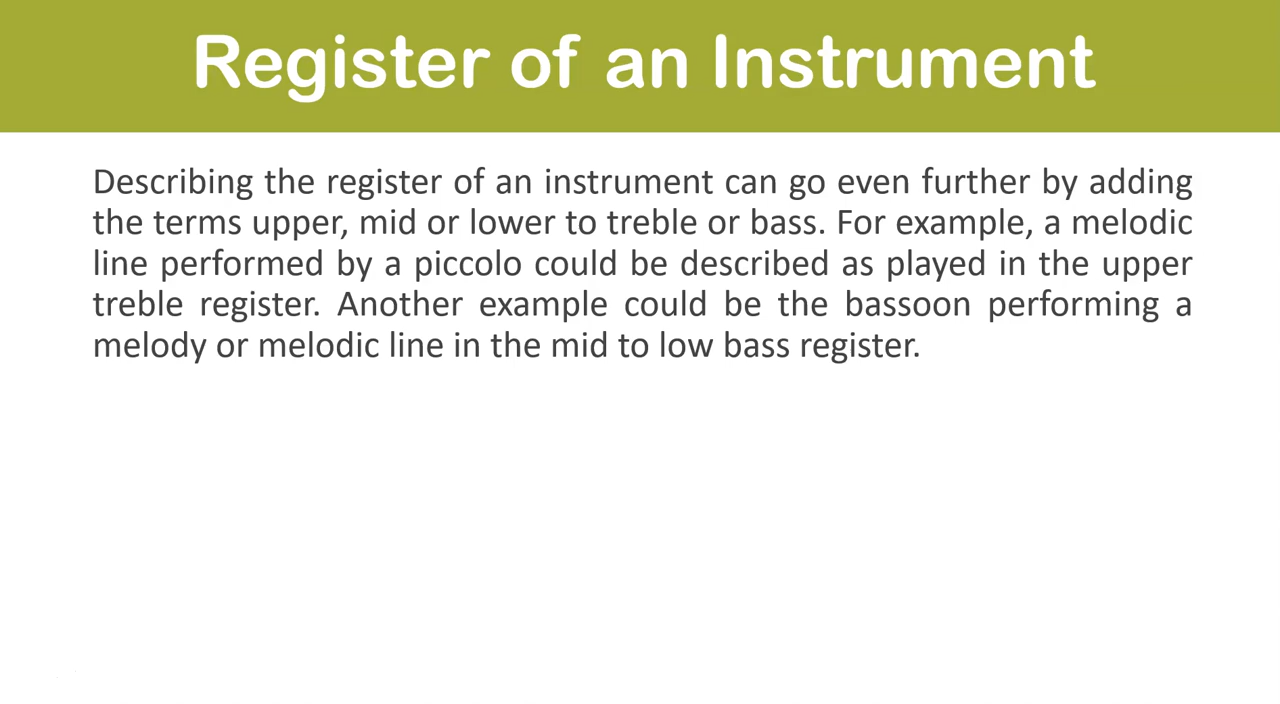 Register of an Instrument
Describing the register of an instrument can go even further by adding
the terms upper, mid or lower to treble or bass. For example, a melodic
line performed by a piccolo could be described as played in the upper
treble register. Another example could be the bassoon performing a
melody or melodic line in the mid to low bass register.